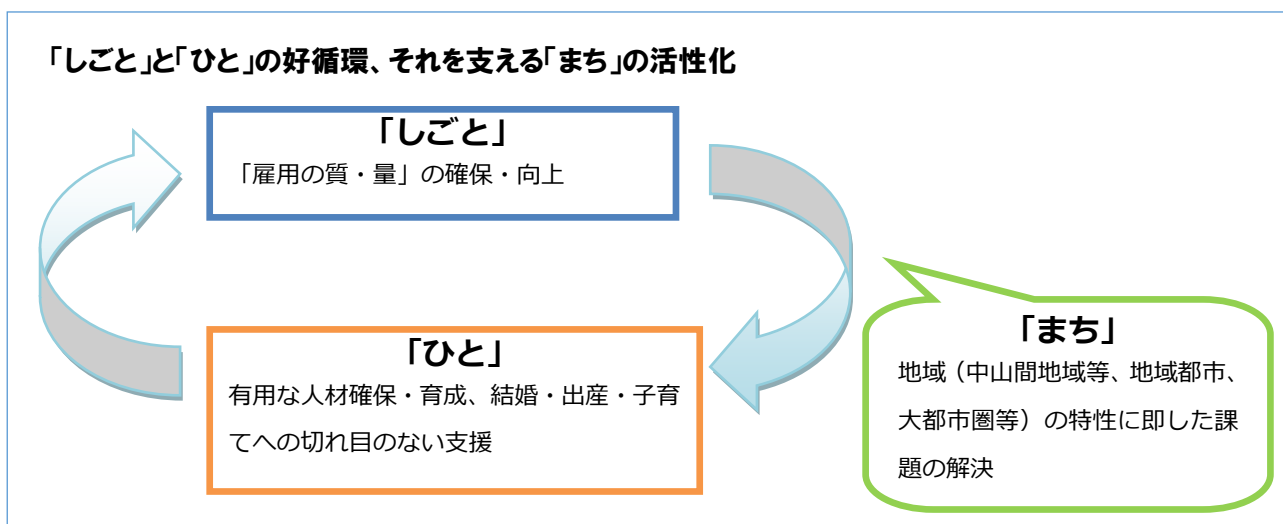 「しごと」と「ひと」の好循環、それを支える「まち」の活性化
「しごと」
「雇用の質・量」の確保・向上
「ひと」
有用な人材確保・育成、結婚・出産・子育
てへの切れ目のない支援
「まち」
地域（中山間地域等、地域都市、
大都市圏等）の特性に即した課
題の解決